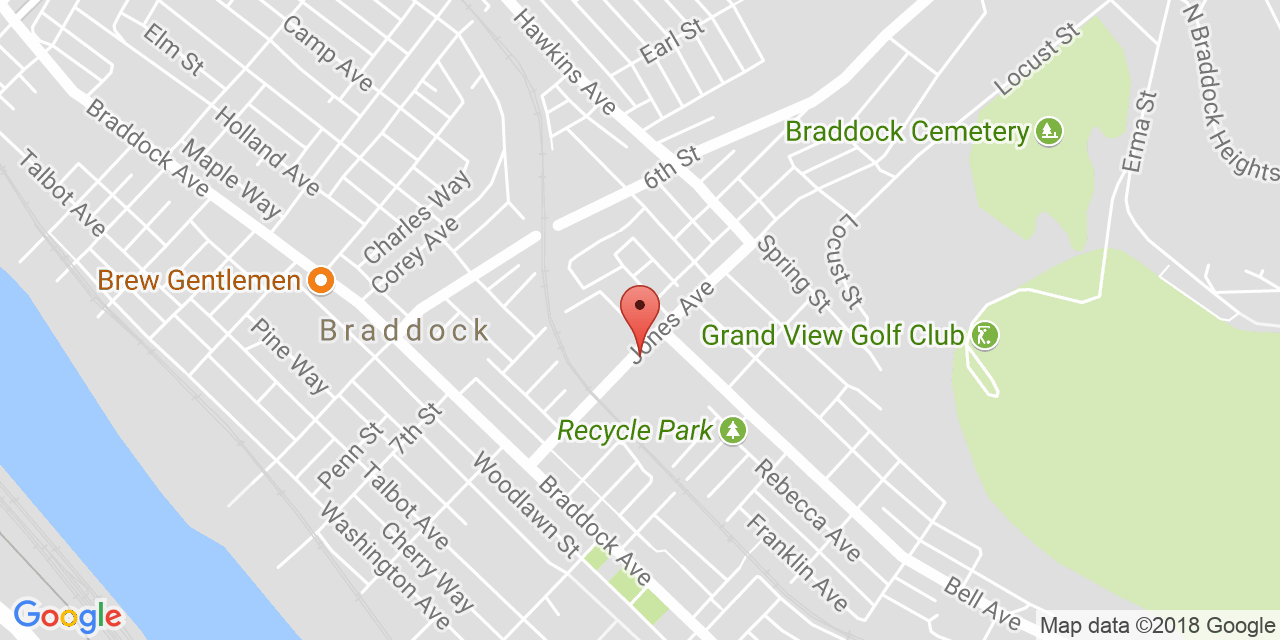 Elm St
Camp Ave
Hawkins Ave
Earl St
Locust St
N Braddock Heights
Braddock Ave
Holland Ave
Maple Way
Talbot Ave
Braddock Cemetery
Erma St
6th St
Charles Way
Corey Ave
Locust St
Spring St
Brew Gentlemen
Braddock
Jones Ave
Grand View Golf Club
Pine Way
7th St
Penn St
Recycle Park
Talbot Ave
Woodlawn St
Braddock Ave
Rebecca Ave
Washington Ave
Cherry Way
Franklin Ave
Bell Ave
Google
Map data ©2018 Google